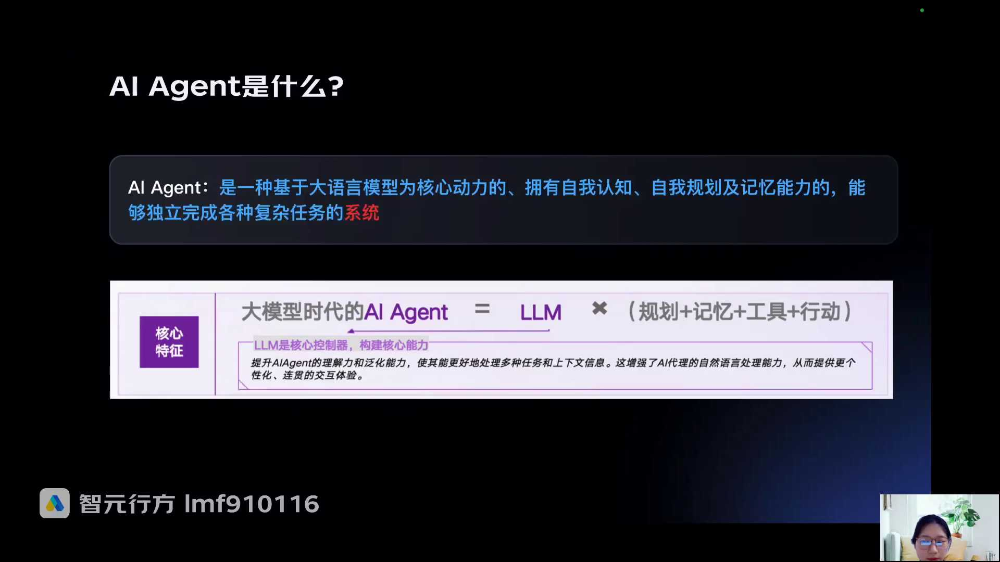 AI Agent是什么?
AI Agent：是一种基于大语言模型为核心动力的、拥有自我认知、自我规划及记忆能力的，能
够独立完成各种复杂任务的系统
核心
特征
大模型时代的AI Agent = LLM ✖ （规划+记忆+工具+行动）
LLM是核心控制器，构建核心能力
提升AIAgent的理解力和泛化能力，使其能更好地处理多种任务和上下文信息。这增强了AI代理的自然语言处理能力，从而提供更个
性化、连贯的交互体验。
智元行方 lmf910116